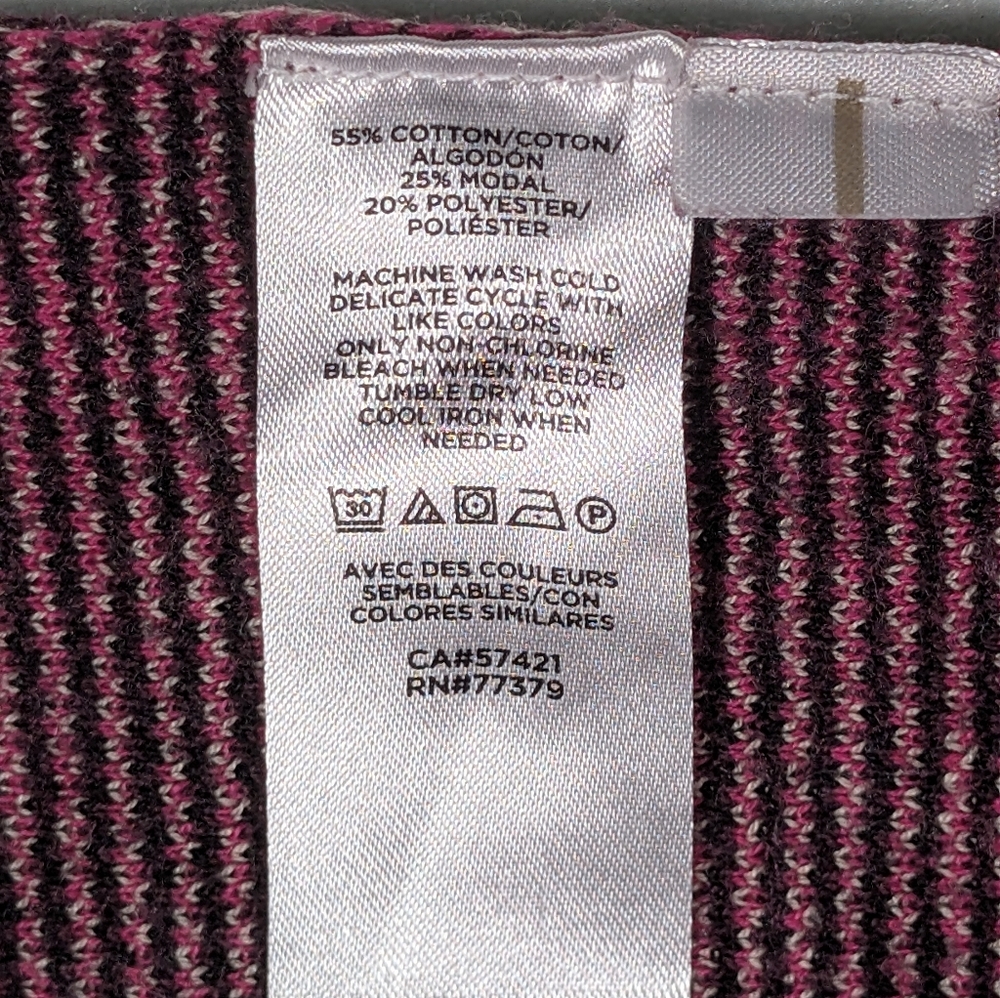 55% COTTON/COTON/
ALGODÓN
25% MODAL
20% POLYESTER/
POLIÉSTER
MACHINE WASH COLD
DELICATE CYCLE WITH
LIKE COLORS
ONLY NON-CHLORINE
BLEACH WHEN NEEDED
TUMBLE DRY LOW
COOL IRON WHEN
NEEDED
30 P
AVEC DES COULEURS
SEMBLABLES/CON
COLORES SIMILARES
CA#57421
RN#77379